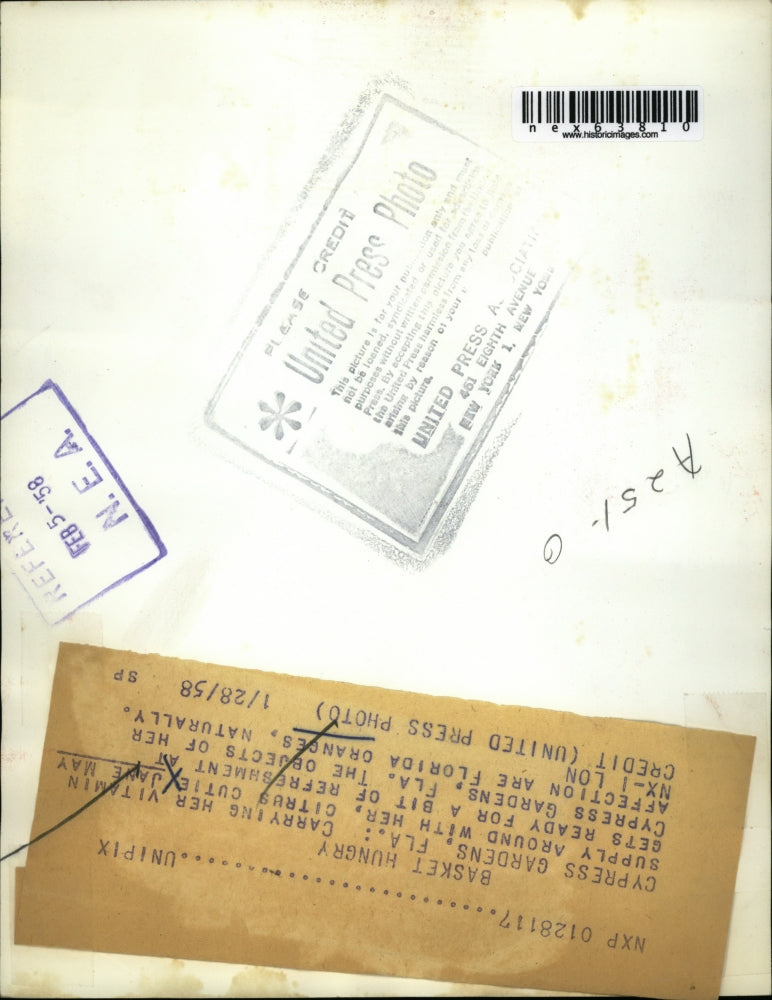 nex63810
www.historicimages.com
PLEASE CREDIT
United Press Photo
This picture is for your publication only and must
not be loaned, syndicated or used for
purposes without written permission from
Press. By accepting this picture you agree to hold
the United Press harmless from any loss or
arising by reason of your
this picture.
UNITED PRESS
461 EIGHTH AVENUE
NEW YORK 1, NEW YORK
FEB 5-'58
N.E.A.
A251-G
NXP 0128117.................UNIPIX
BASKET HUNGRY
CYPRESS GARDENS, FLA.: CARRYING HER VITAMIN
SUPPLY AROUND WITH HER, CITRUS CUTIE JANE MAY
GETS READY FOR A BIT OF REFRESHMENT AT
CYPRESS GARDENS, FLA. THE OBJECTS OF HER
AFFECTION ARE FLORIDA ORANGES, NATURALLY.
NX-1 LON
CREDIT (UNITED PRESS PHOTO) 1/28/58 SP